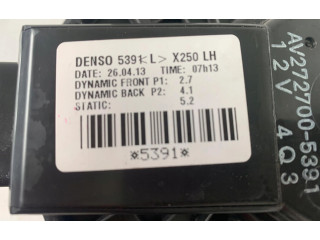 DENSO 5391<L> X250 LH
DATE: 26.04.13 TIME: 07h13
DYNAMIC FRONT P1: 2.7
DYNAMIC BACK P2: 4.1
STATIC: 5.2
*5391*
AV272700-5391
12V 4Q3